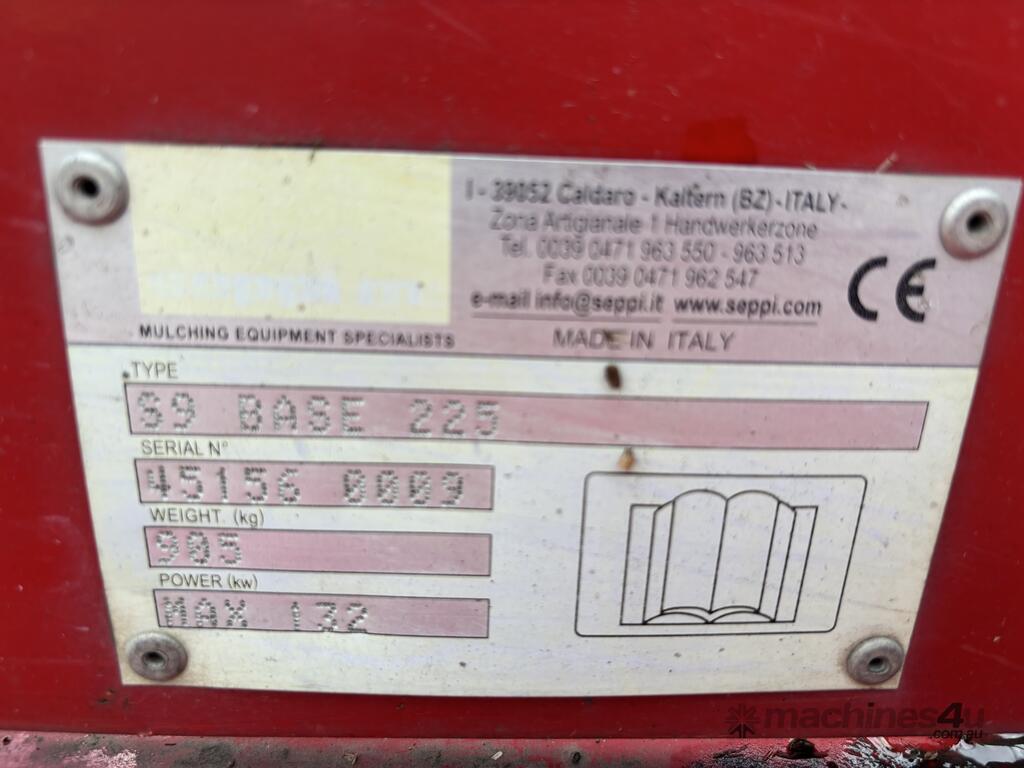 I - 39052 Caldaro - Kaltern (BZ) - ITALY -
Zona Artigianale 1 Handwerkerzone
Tel. 0039 0471 963 550 - 963 513
Fax 0039 0471 962 547
e-mail info@seppi.it www.seppi.com
CE
MULCHING EQUIPMENT SPECIALISTS
MADE IN ITALY
TYPE
S9 BASE 225
SERIAL N°
45156 0009
WEIGHT. (kg)
905
POWER (kw)
MAX 132
machines4u
.com.au